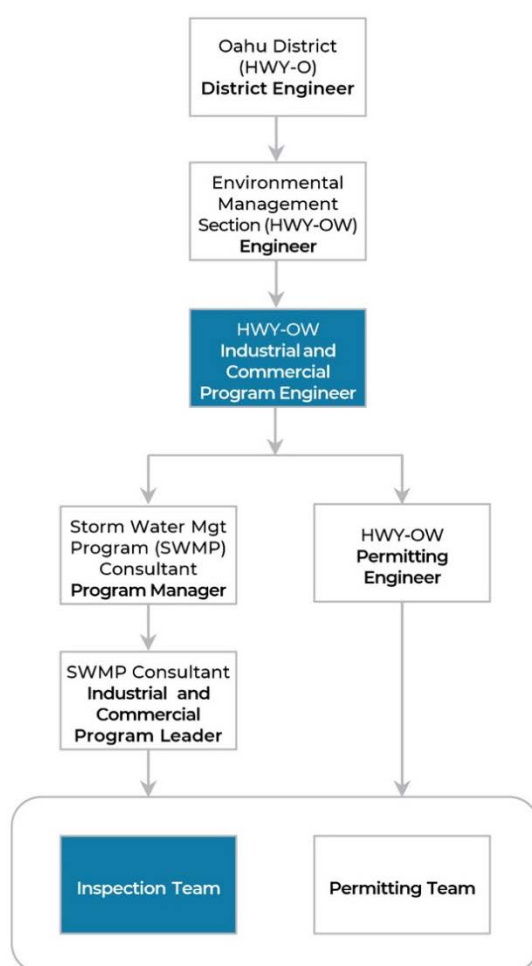 Oahu District
(HWY-O)
District Engineer
Environmental
Management
Section (HWY-OW)
Engineer
HWY-OW
Industrial and
Commercial
Program Engineer
Storm Water Mgt
Program (SWMP)
Consultant
Program Manager
HWY-OW
Permitting
Engineer
SWMP Consultant
Industrial and
Commercial
Program Leader
Inspection Team
Permitting Team